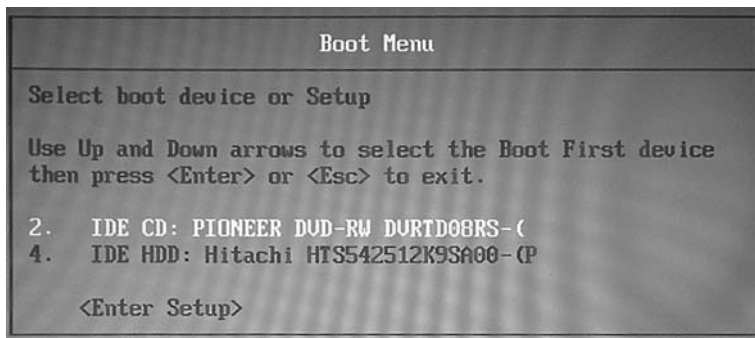 Boot Menu
Select boot device or Setup
Use Up and Down arrows to select the Boot First device
then press <Enter> or <Esc> to exit.
2. IDE CD: PIONEER DVD-RW DVRTD08RS-(
4. IDE HDD: Hitachi HTS542512K9SA00-(P
<Enter Setup>